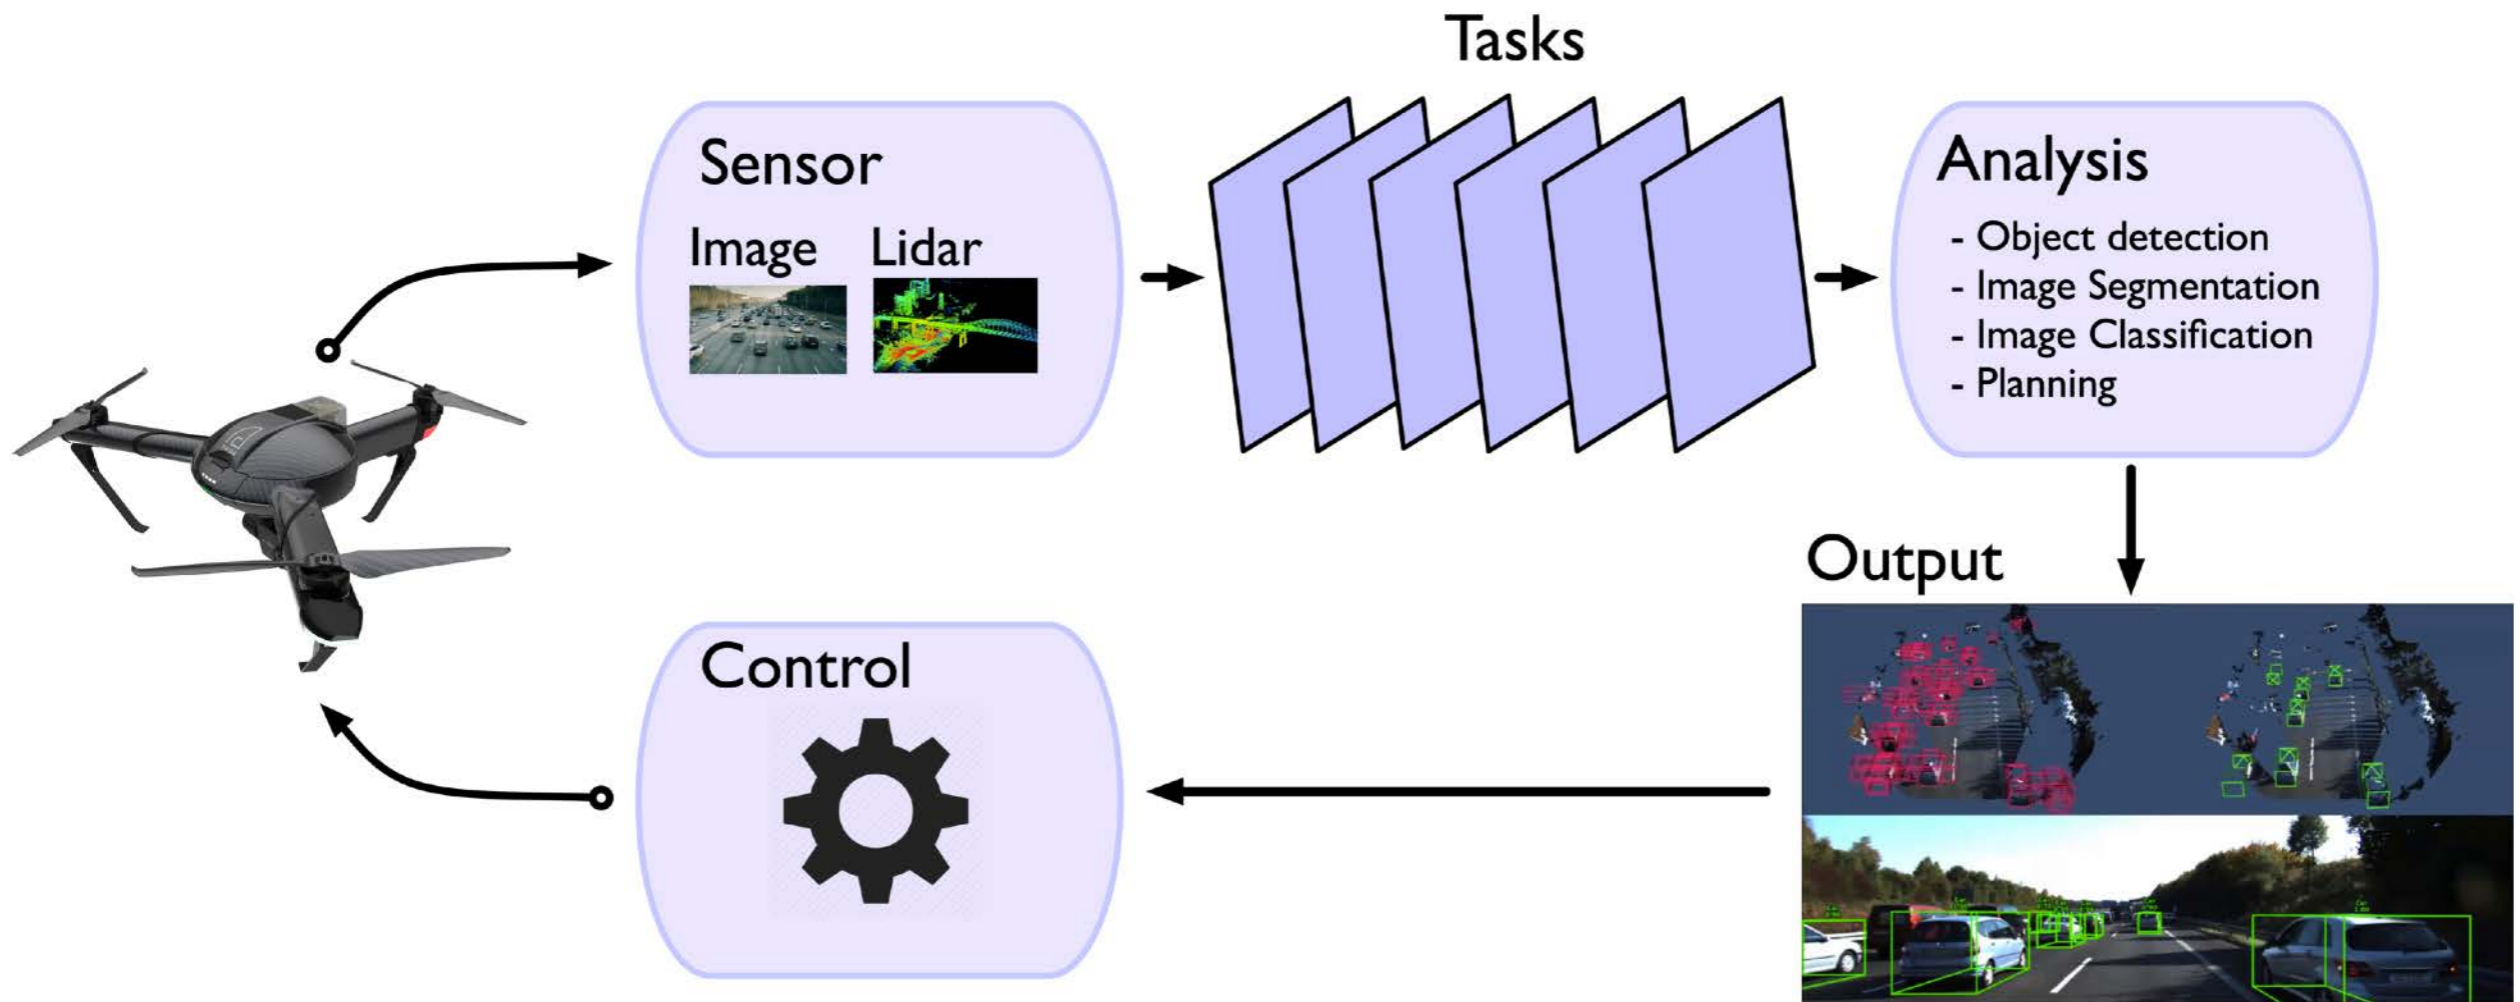 Tasks
Sensor
Image Lidar
Analysis
- Object detection
- Image Segmentation
- Image Classification
- Planning
Output
Control